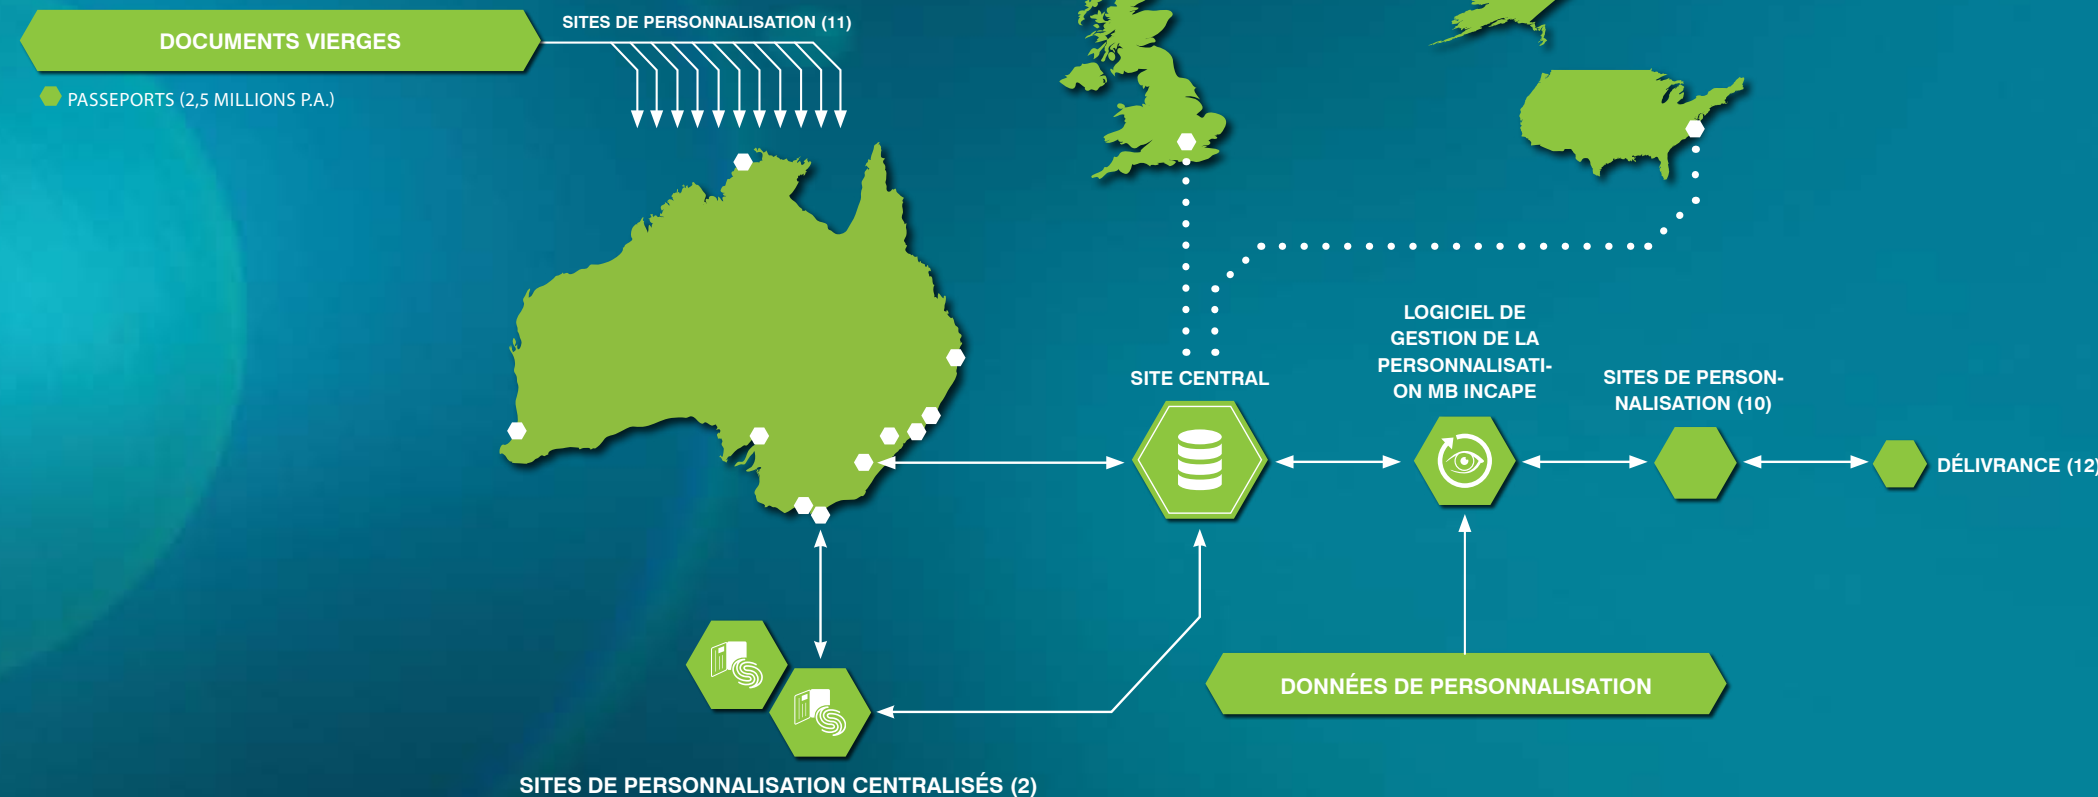 DOCUMENTS VIERGES
SITES DE PERSONNALISATION (11)
PASSEPORTS (2,5 MILLIONS P.A.)
LOGICIEL DE
GESTION DE LA
PERSONNALISATI-
ON MB INCAPE
SITE CENTRAL
SITES DE PERSON-
NALISATION (10)
DÉLIVRANCE (12)
DONNÉES DE PERSONNALISATION
SITES DE PERSONNALISATION CENTRALISÉS (2)